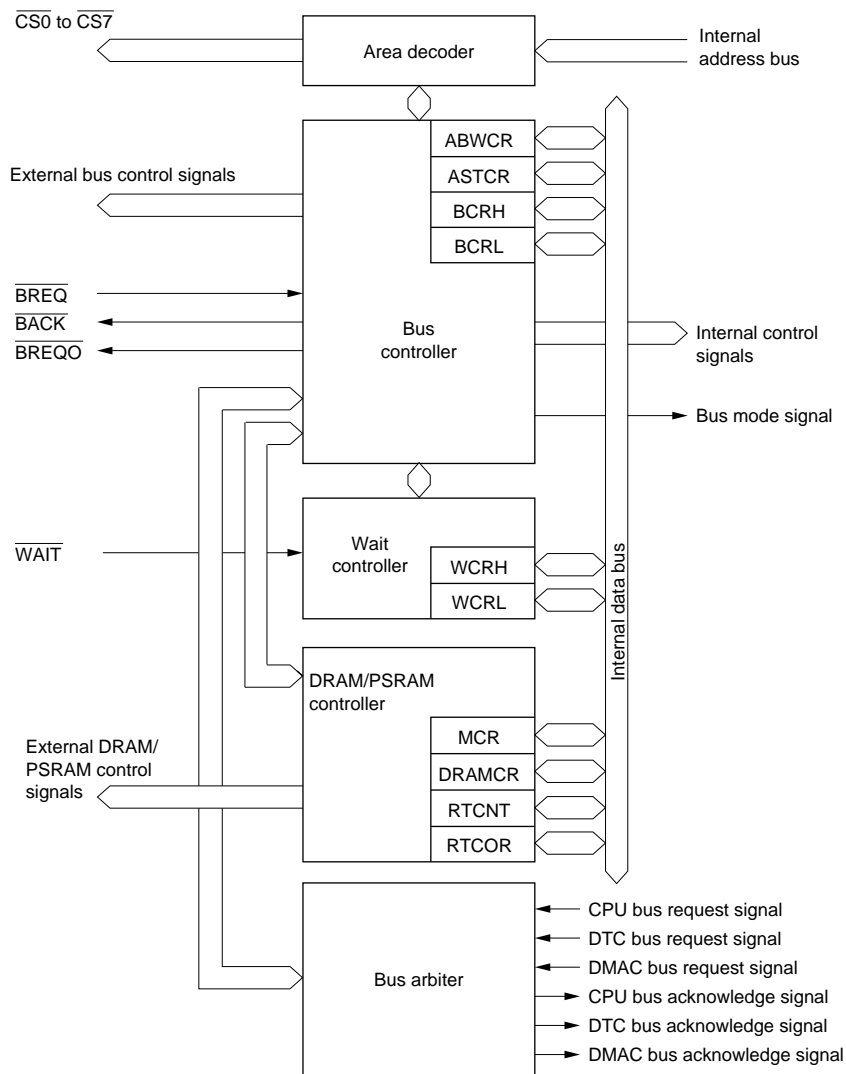 CS0 to CS7
Area decoder
Internal
address bus
ABWCR
ASTCR
BCRH
BCRL
External bus control signals
BREQ
BACK
BREQO
Bus
controller
Internal control
signals
Bus mode signal
WAIT
Wait
controller
WCRH
WCRL
Internal data bus
DRAM/PSRAM
controller
MCR
DRAMCR
RTCNT
RTCOR
External DRAM/
PSRAM control
signals
Bus arbiter
CPU bus request signal
DTC bus request signal
DMAC bus request signal
CPU bus acknowledge signal
DTC bus acknowledge signal
DMAC bus acknowledge signal